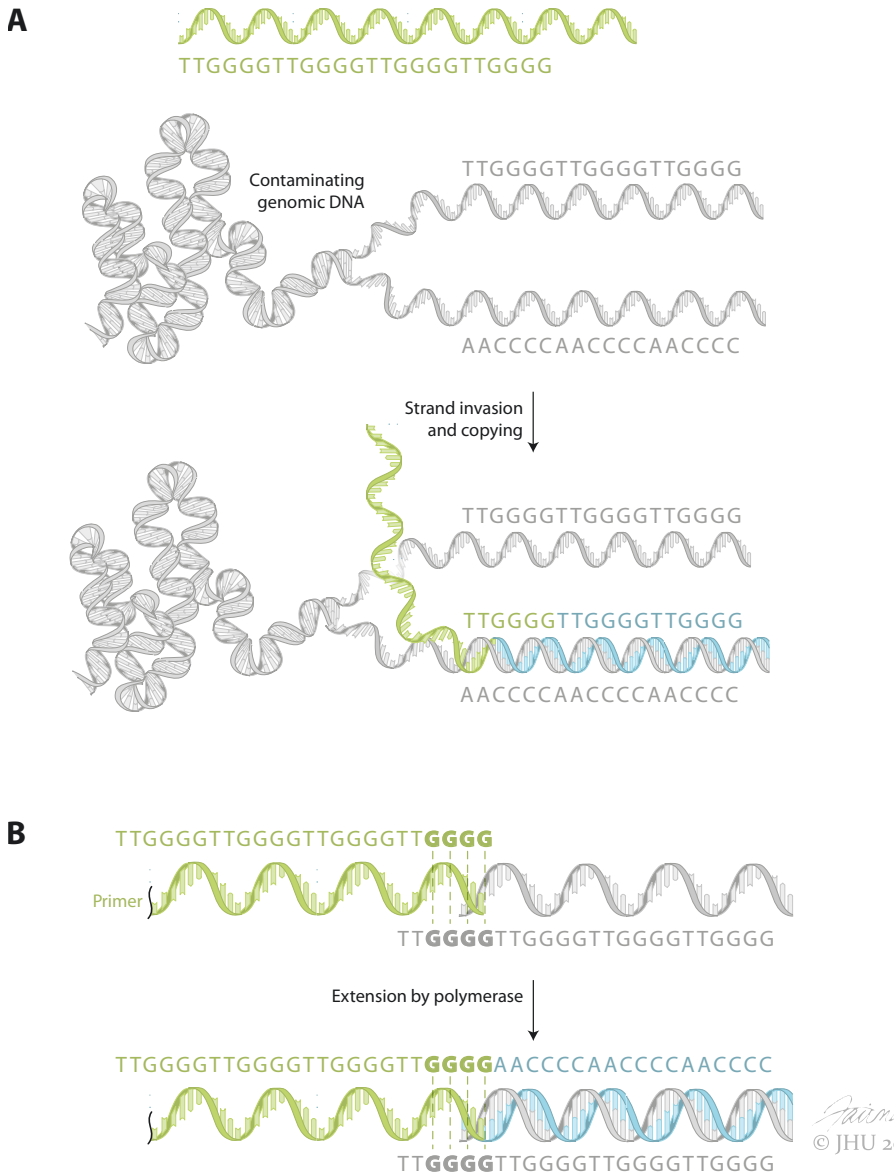 A
TTGGGGTTGGGGTTGGGGTTGGGG
Contaminating
genomic DNA
TTGGGGTTGGGGTTGGGG
AACCCCAACCCCAACCCC
Strand invasion
and copying
TTGGGGTTGGGGTTGGGG
TTGGGGTTGGGGTTGGGG
AACCCCAACCCCAACCCC
B
TTGGGGTTGGGGTTGGGGTTGGGG
Primer
TTGGGGTTGGGGTTGGGGTTGGGG
Extension by polymerase
TTGGGGTTGGGGTTGGGGTTGGGGAACCCCAACCCCAACCCC
© JHU
TTGGGGTTGGGGTTGGGGTTGGGG